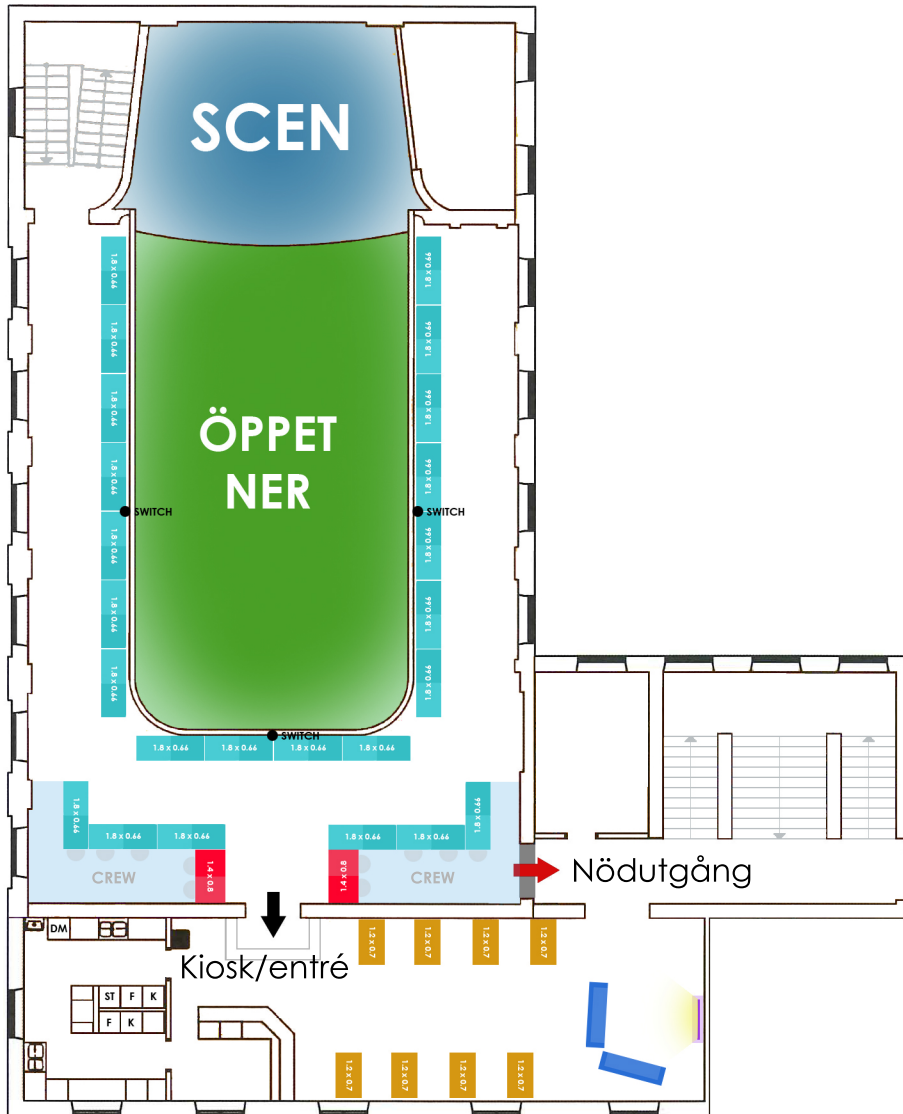 SCEN
1.8 x 0.66
1.8 x 0.66
1.8 x 0.66
1.8 x 0.66
1.8 x 0.66
1.8 x 0.66
1.8 x 0.66
1.8 x 0.66
ÖPPET
NER
1.8 x 0.66
1.8 x 0.66
SWITCH
SWITCH
1.8 x 0.66
1.8 x 0.66
1.8 x 0.66
1.8 x 0.66
SWITCH
1.8 x 0.66 1.8 x 0.66 1.8 x 0.66 1.8 x 0.66
1.8 x 0.66
1.8 x 0.66
1.8 x 0.66 1.8 x 0.66
1.8 x 0.66 1.8 x 0.66
CREW
1.4 x 0.8
1.4 x 0.8
CREW
Nödutgång
DM
Kiosk/entré
1.2 x 0.7
1.2 x 0.7
1.2 x 0.7
1.2 x 0.7
ST F K
F K
1.2 x 0.7
1.2 x 0.7
1.2 x 0.7
1.2 x 0.7